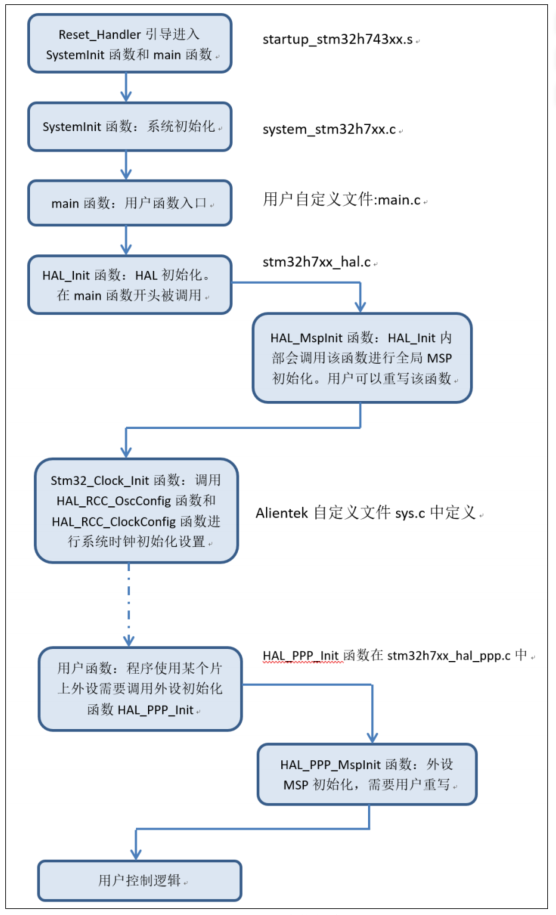 Reset_Handler 引导进入
SystemInit 函数和 main 函数
startup_stm32h743xx.s
SystemInit 函数：系统初始化
system_stm32h7xx.c
main 函数：用户函数入口
用户自定义文件:main.c
stm32h7xx_hal.c
HAL_Init 函数：HAL 初始化。
在 main 函数开头被调用
HAL_MspInit 函数：HAL_Init 内
部会调用该函数进行全局 MSP
初始化。用户可以重写该函数
Stm32_Clock_Init 函数：调用
HAL_RCC_OscConfig 函数和
HAL_RCC_ClockConfig 函数进
行系统时钟初始化设置
Alientek 自定义文件 sys.c 中定义
HAL_PPP_Init 函数在 stm32h7xx_hal_ppp.c 中
用户函数：程序使用某个片
上外设需要调用外设初始化
函数 HAL_PPP_Init
HAL_PPP_MspInit 函数：外设
MSP 初始化，需要用户重写
用户控制逻辑